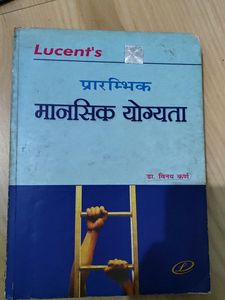 Lucent's
प्रारम्भिक
मानसिक योग्यता
डा. विनय कर्ण